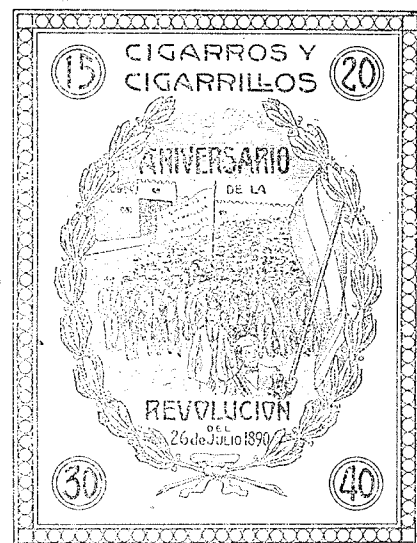 15 CIGARROS Y 20
CIGARRILLOS
ANIVERSARIO
DE LA
REVOLUCION
DEL
26 de JULIO 1890
30 40